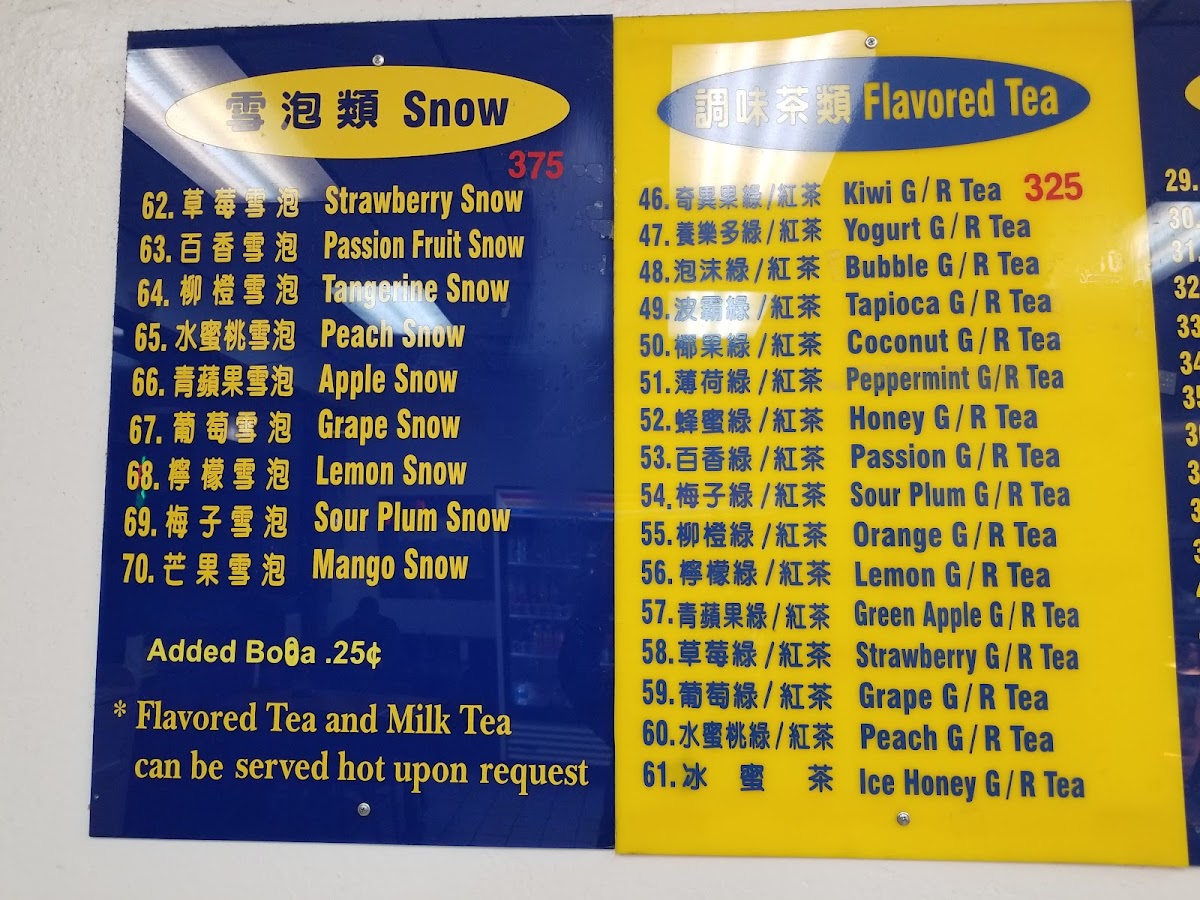 雪泡類 Snow
375
62. 草莓雪泡 Strawberry Snow
63. 百香雪泡 Passion Fruit Snow
64. 柳橙雪泡 Tangerine Snow
65. 水蜜桃雪泡 Peach Snow
66. 青蘋果雪泡 Apple Snow
67. 葡萄雪泡 Grape Snow
68. 檸檬雪泡 Lemon Snow
69. 梅子雪泡 Sour Plum Snow
70. 芒果雪泡 Mango Snow
Added Boba .25¢
* Flavored Tea and Milk Tea
can be served hot upon request
調味茶類 Flavored Tea
46. 奇異果綠/紅茶 Kiwi G/R Tea 325
47. 養樂多綠/紅茶 Yogurt G/R Tea
48. 泡沫綠/紅茶 Bubble G/R Tea
49. 波霸綠/紅茶 Tapioca G/R Tea
50. 椰果綠/紅茶 Coconut G/R Tea
51. 薄荷綠/紅茶 Peppermint G/R Tea
52. 蜂蜜綠/紅茶 Honey G/R Tea
53. 百香綠/紅茶 Passion G/R Tea
54. 梅子綠/紅茶 Sour Plum G/R Tea
55. 柳橙綠/紅茶 Orange G/R Tea
56. 檸檬綠/紅茶 Lemon G/R Tea
57. 青蘋果綠/紅茶 Green Apple G/R Tea
58. 草莓綠/紅茶 Strawberry G/R Tea
59. 葡萄綠/紅茶 Grape G/R Tea
60. 水蜜桃綠/紅茶 Peach G/R Tea
61. 冰蜜茶 Ice Honey G/R Tea
29.
30.
31.
32
33
34